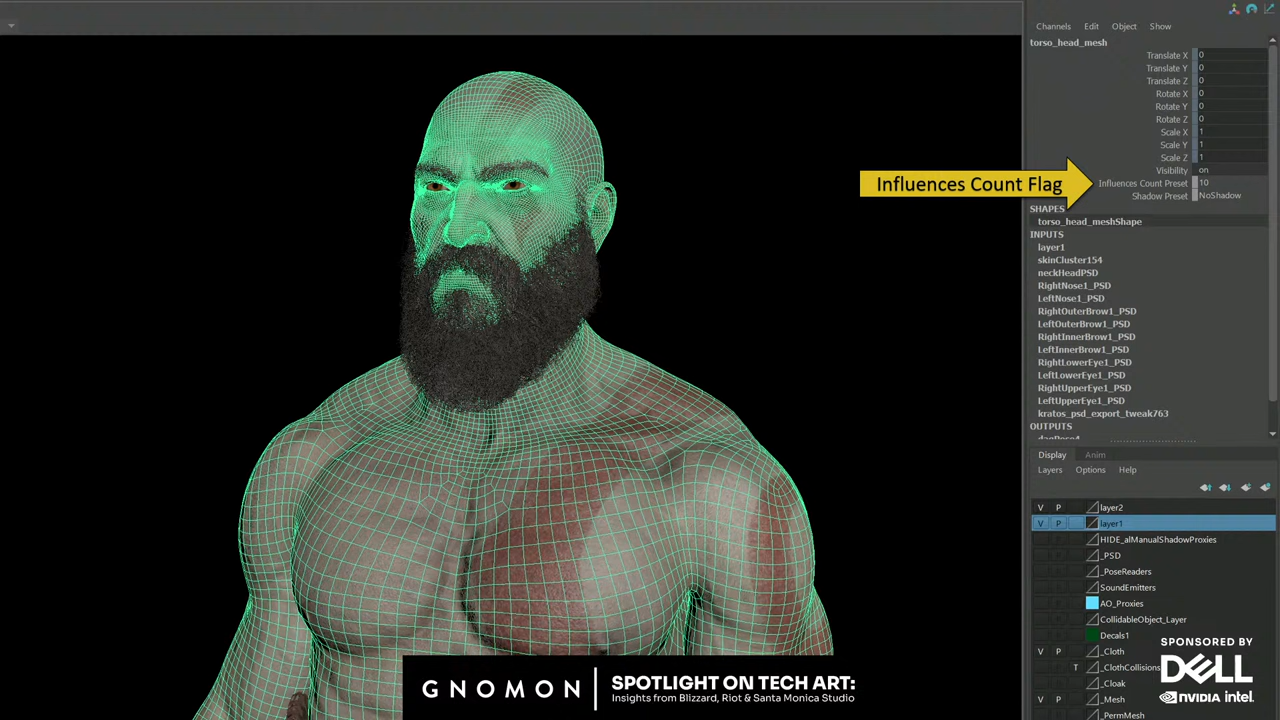 Channels Edit Object Show
torso_head_mesh
Translate X 0
Translate Y 0
Translate Z 0
Rotate X 0
Rotate Y 0
Rotate Z 0
Scale X 1
Scale Y 1
Scale Z 1
Visibility on
Influences Count Flag
Influences Count Preset 10
Shadow Preset NoShadow
SHAPES
torso_head_meshShape
INPUTS
layer1
skinCluster154
neckHeadPSD
RightNose1_PSD
LeftNose1_PSD
RightOuterBrow1_PSD
LeftOuterBrow1_PSD
RightInnerBrow1_PSD
LeftInnerBrow1_PSD
RightLowerEye1_PSD
LeftLowerEye1_PSD
RightUpperEye1_PSD
LeftUpperEye1_PSD
kratos_psd_export_tweak763
OUTPUTS
Display Anim
Layers Options Help
V P layer2
V P layer1
HIDE_alManualShadowProxies
_PSD
_PoseReaders
SoundEmitters
AO_Proxies
CollidableObject_Layer
Decals1
V P _Cloth
T _ClothCollisions
_Cloak
V P _Mesh
_PermMesh
GNOMON
SPOTLIGHT ON TECH ART:
Insights from Blizzard, Riot & Santa Monica Studio
SPONSORED BY
DELL
NVIDIA intel.